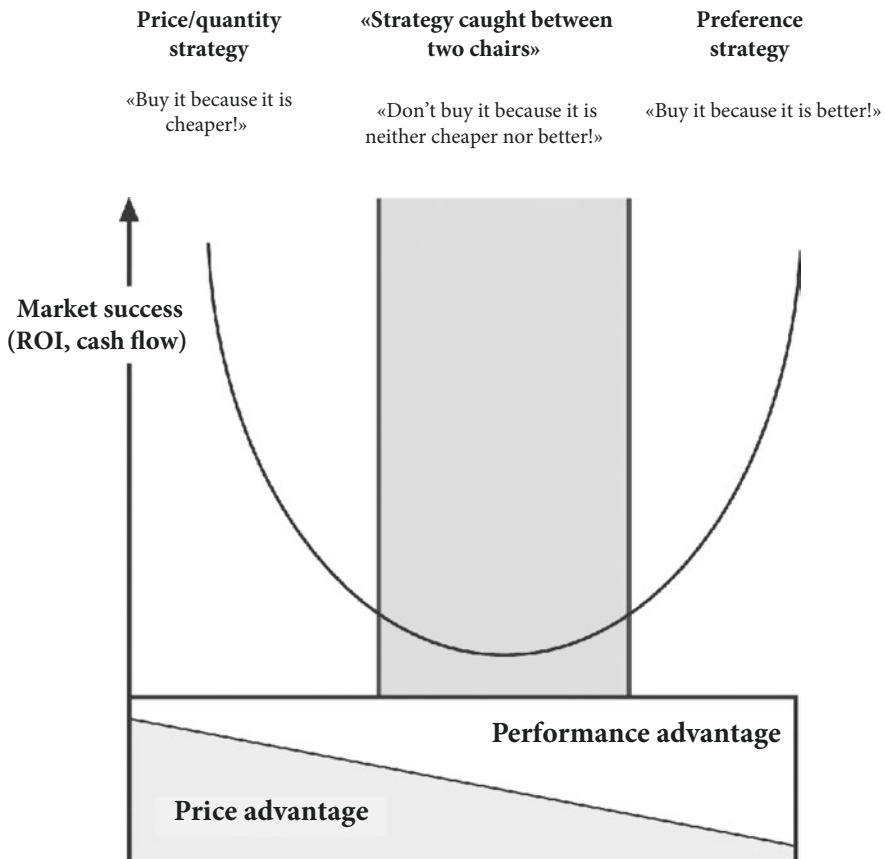 Price/quantity
strategy
«Buy it because it is
cheaper!»
«Strategy caught between
two chairs»
«Don’t buy it because it is
neither cheaper nor better!»
Preference
strategy
«Buy it because it is better!»
Market success
(ROI, cash flow)
Performance advantage
Price advantage